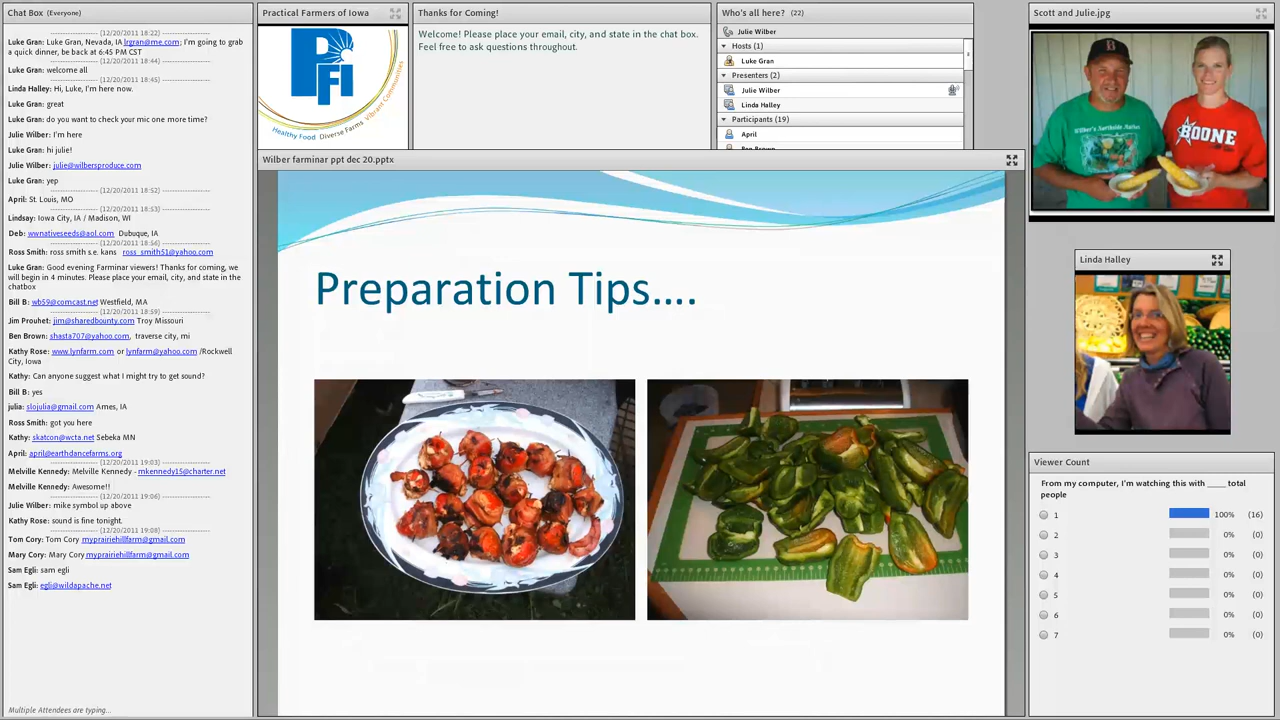 Chat Box (Everyone)
------------------- (12/20/2011 18:22) -------------------
Luke Gran: Luke Gran, Nevada, IA lrgran@me.com; I'm going to grab
a quick dinner, be back at 6:45 PM CST
------------------- (12/20/2011 18:44) -------------------
Luke Gran: welcome all
------------------- (12/20/2011 18:45) -------------------
Linda Halley: Hi, Luke, I'm here now.
Luke Gran: great
Luke Gran: do you want to check your mic one more time?
Julie Wilber: I'm here
Luke Gran: hi julie!
Julie Wilber: julie@wilbersproduce.com
Luke Gran: yep
------------------- (12/20/2011 18:52) -------------------
April: St. Louis, MO
------------------- (12/20/2011 18:53) -------------------
Lindsay: Iowa City, IA / Madison, WI
Deb: wwnativeseeds@aol.com Dubuque, IA
------------------- (12/20/2011 18:56) -------------------
Ross Smith: ross smith s.e. kans ross_smith51@yahoo.com
Luke Gran: Good evening Farminar viewers! Thanks for coming, we
will begin in 4 minutes. Please place your email, city, and state in the
chatbox
Bill B: wb59@comcast.net Westfield, MA
------------------- (12/20/2011 18:59) -------------------
Jim Prouhet: jim@sharedbounty.com Troy Missouri
Ben Brown: shasta707@yahoo.com, traverse city, mi
Kathy Rose: www.lynfarm.com or lynfarm@yahoo.com /Rockwell
City, Iowa
Kathy: Can anyone suggest what I might try to get sound?
Bill B: yes
julia: slojulia@gmail.com Ames, IA
Ross Smith: got you here
Kathy: skatcon@wcta.net Sebeka MN
April: april@earthdancefarms.org
------------------- (12/20/2011 19:03) -------------------
Melville Kennedy: Melville Kennedy - mkennedy15@charter.net
Melville Kennedy: Awesome!!
------------------- (12/20/2011 19:06) -------------------
Julie Wilber: mike symbol up above
Kathy Rose: sound is fine tonight.
------------------- (12/20/2011 19:08) -------------------
Tom Cory: Tom Cory myprairiehillfarm@gmail.com
Mary Cory: Mary Cory myprairiehillfarm@gmail.com
Sam Egli: sam egli
Sam Egli: egli@wildapache.net
Multiple Attendees are typing...
Practical Farmers of Iowa
PFI
Healthy Food Diverse Farms Vibrant Communities
Thanks for Coming!
Welcome! Please place your email, city, and state in the chat box.
Feel free to ask questions throughout.
Who's all here? (22)
Julie Wilber
Hosts (1)
Luke Gran
Presenters (2)
Julie Wilber
Linda Halley
Participants (19)
April
Ben Brown
Wilber farminar ppt dec 20.pptx
Preparation Tips....
Scott and Julie.jpg
Wilber's Northside Market
BOONE
Linda Halley
Viewer Count
From my computer, I'm watching this with ____ total
people
1 100% (16)
2 0% (0)
3 0% (0)
4 0% (0)
5 0% (0)
6 0% (0)
7 0% (0)